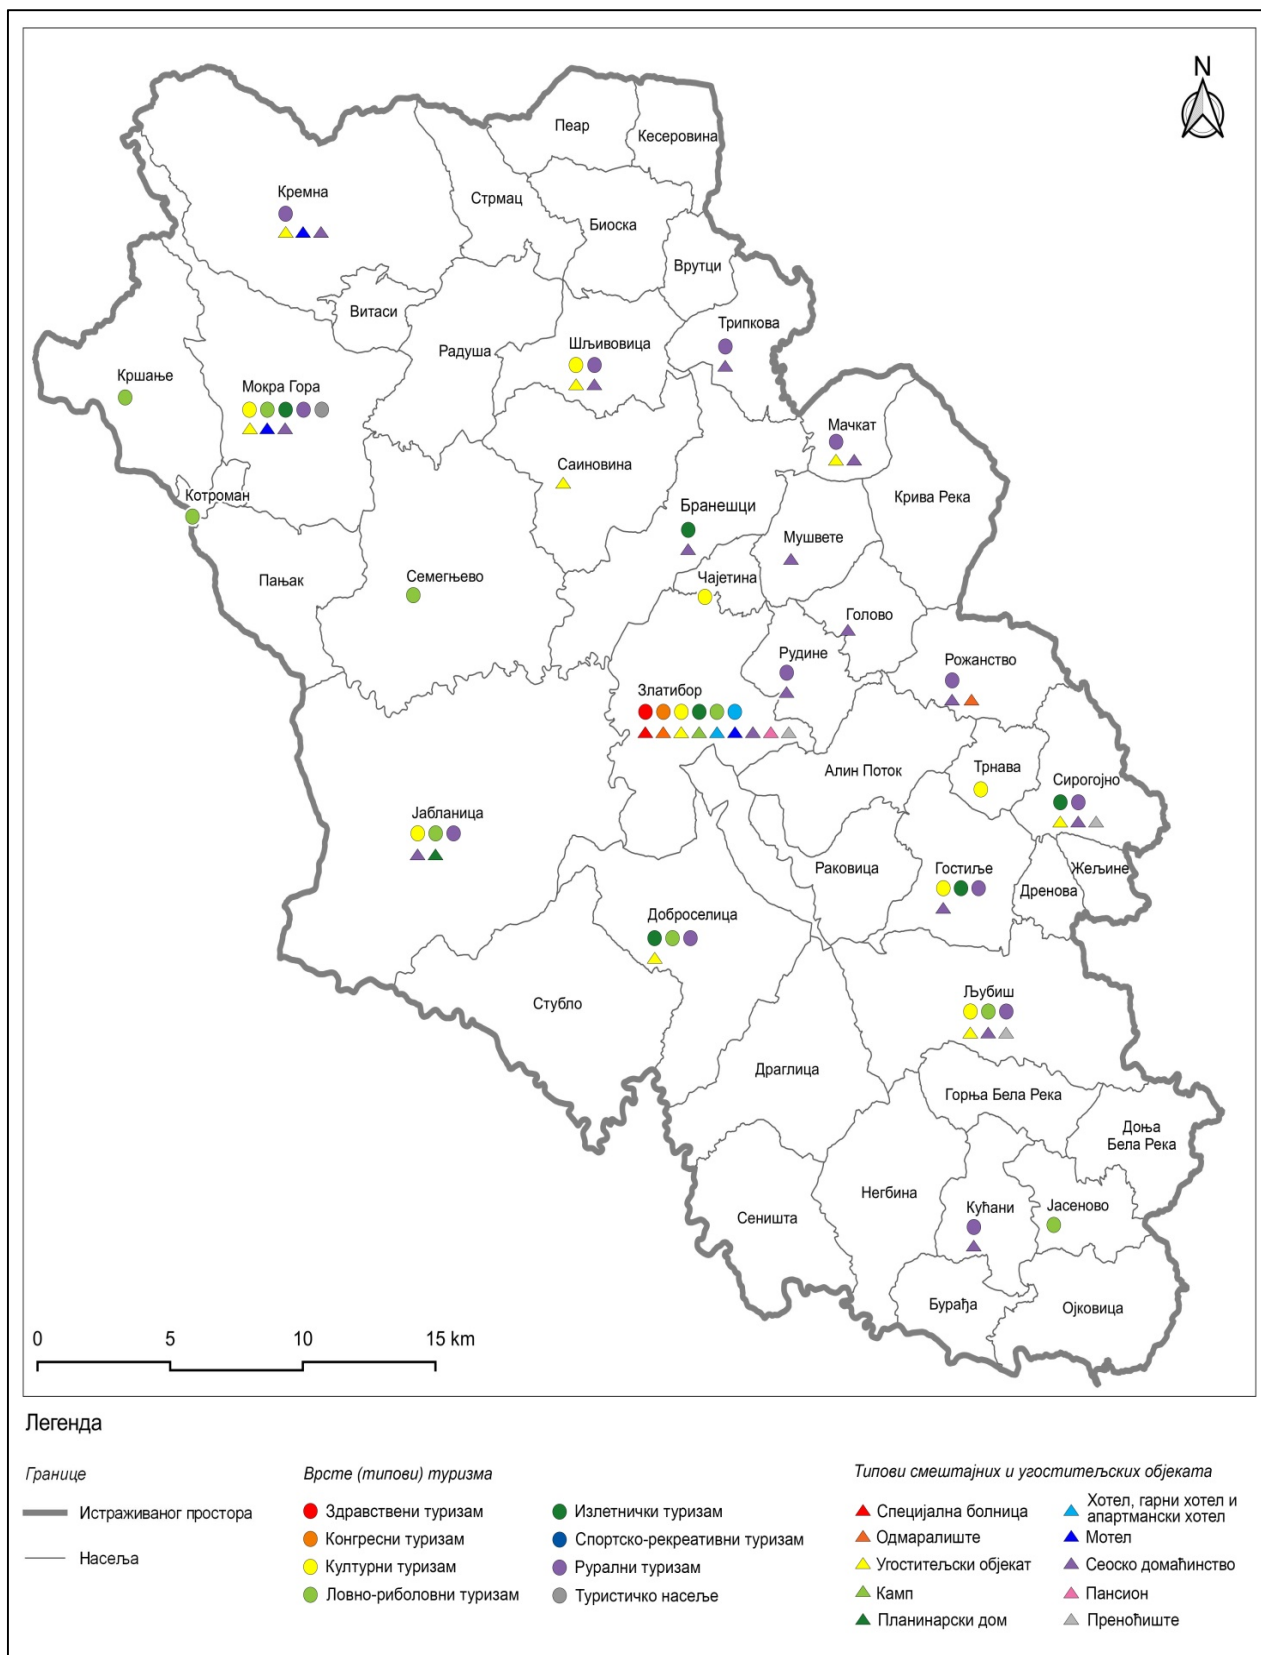 N
Пеар
Кесеровина
Кремна
Стрмац
Биоска
Врутци
Витаси
Трипкова
Радуша
Шљивовица
Кршање
Мокра Гора
Мачкат
Саиновина
Котроман
Бранешци
Крива Река
Мушвете
Пањак
Семегњево
Чајетина
Голово
Рудине
Рожанство
Златибор
Алин Поток
Трнава
Сирогојно
Јабланица
Раковица
Гостиље
Жељине
Дренова
Доброселица
Љубиш
Стубло
Драглица
Горња Бела Река
Доња
Бела Река
Негбина
Кућани
Јасеново
Сеништа
Бурађа
Ојковица
0 5 10 15 km
Легенда
Границе
Истраживаног простора
Насеља
Врсте (типови) туризма
Здравствени туризам
Конгресни туризам
Културни туризам
Ловно-риболовни туризам
Излетнички туризам
Спортско-рекреативни туризам
Рурални туризам
Туристичко насеље
Типови смештајних и угоститељских објеката
Специјална болница
Одмаралиште
Угоститељски објекат
Камп
Планинарски дом
Хотел, гарни хотел и
апартмански хотел
Мотел
Сеоско домаћинство
Пансион
Преноћиште